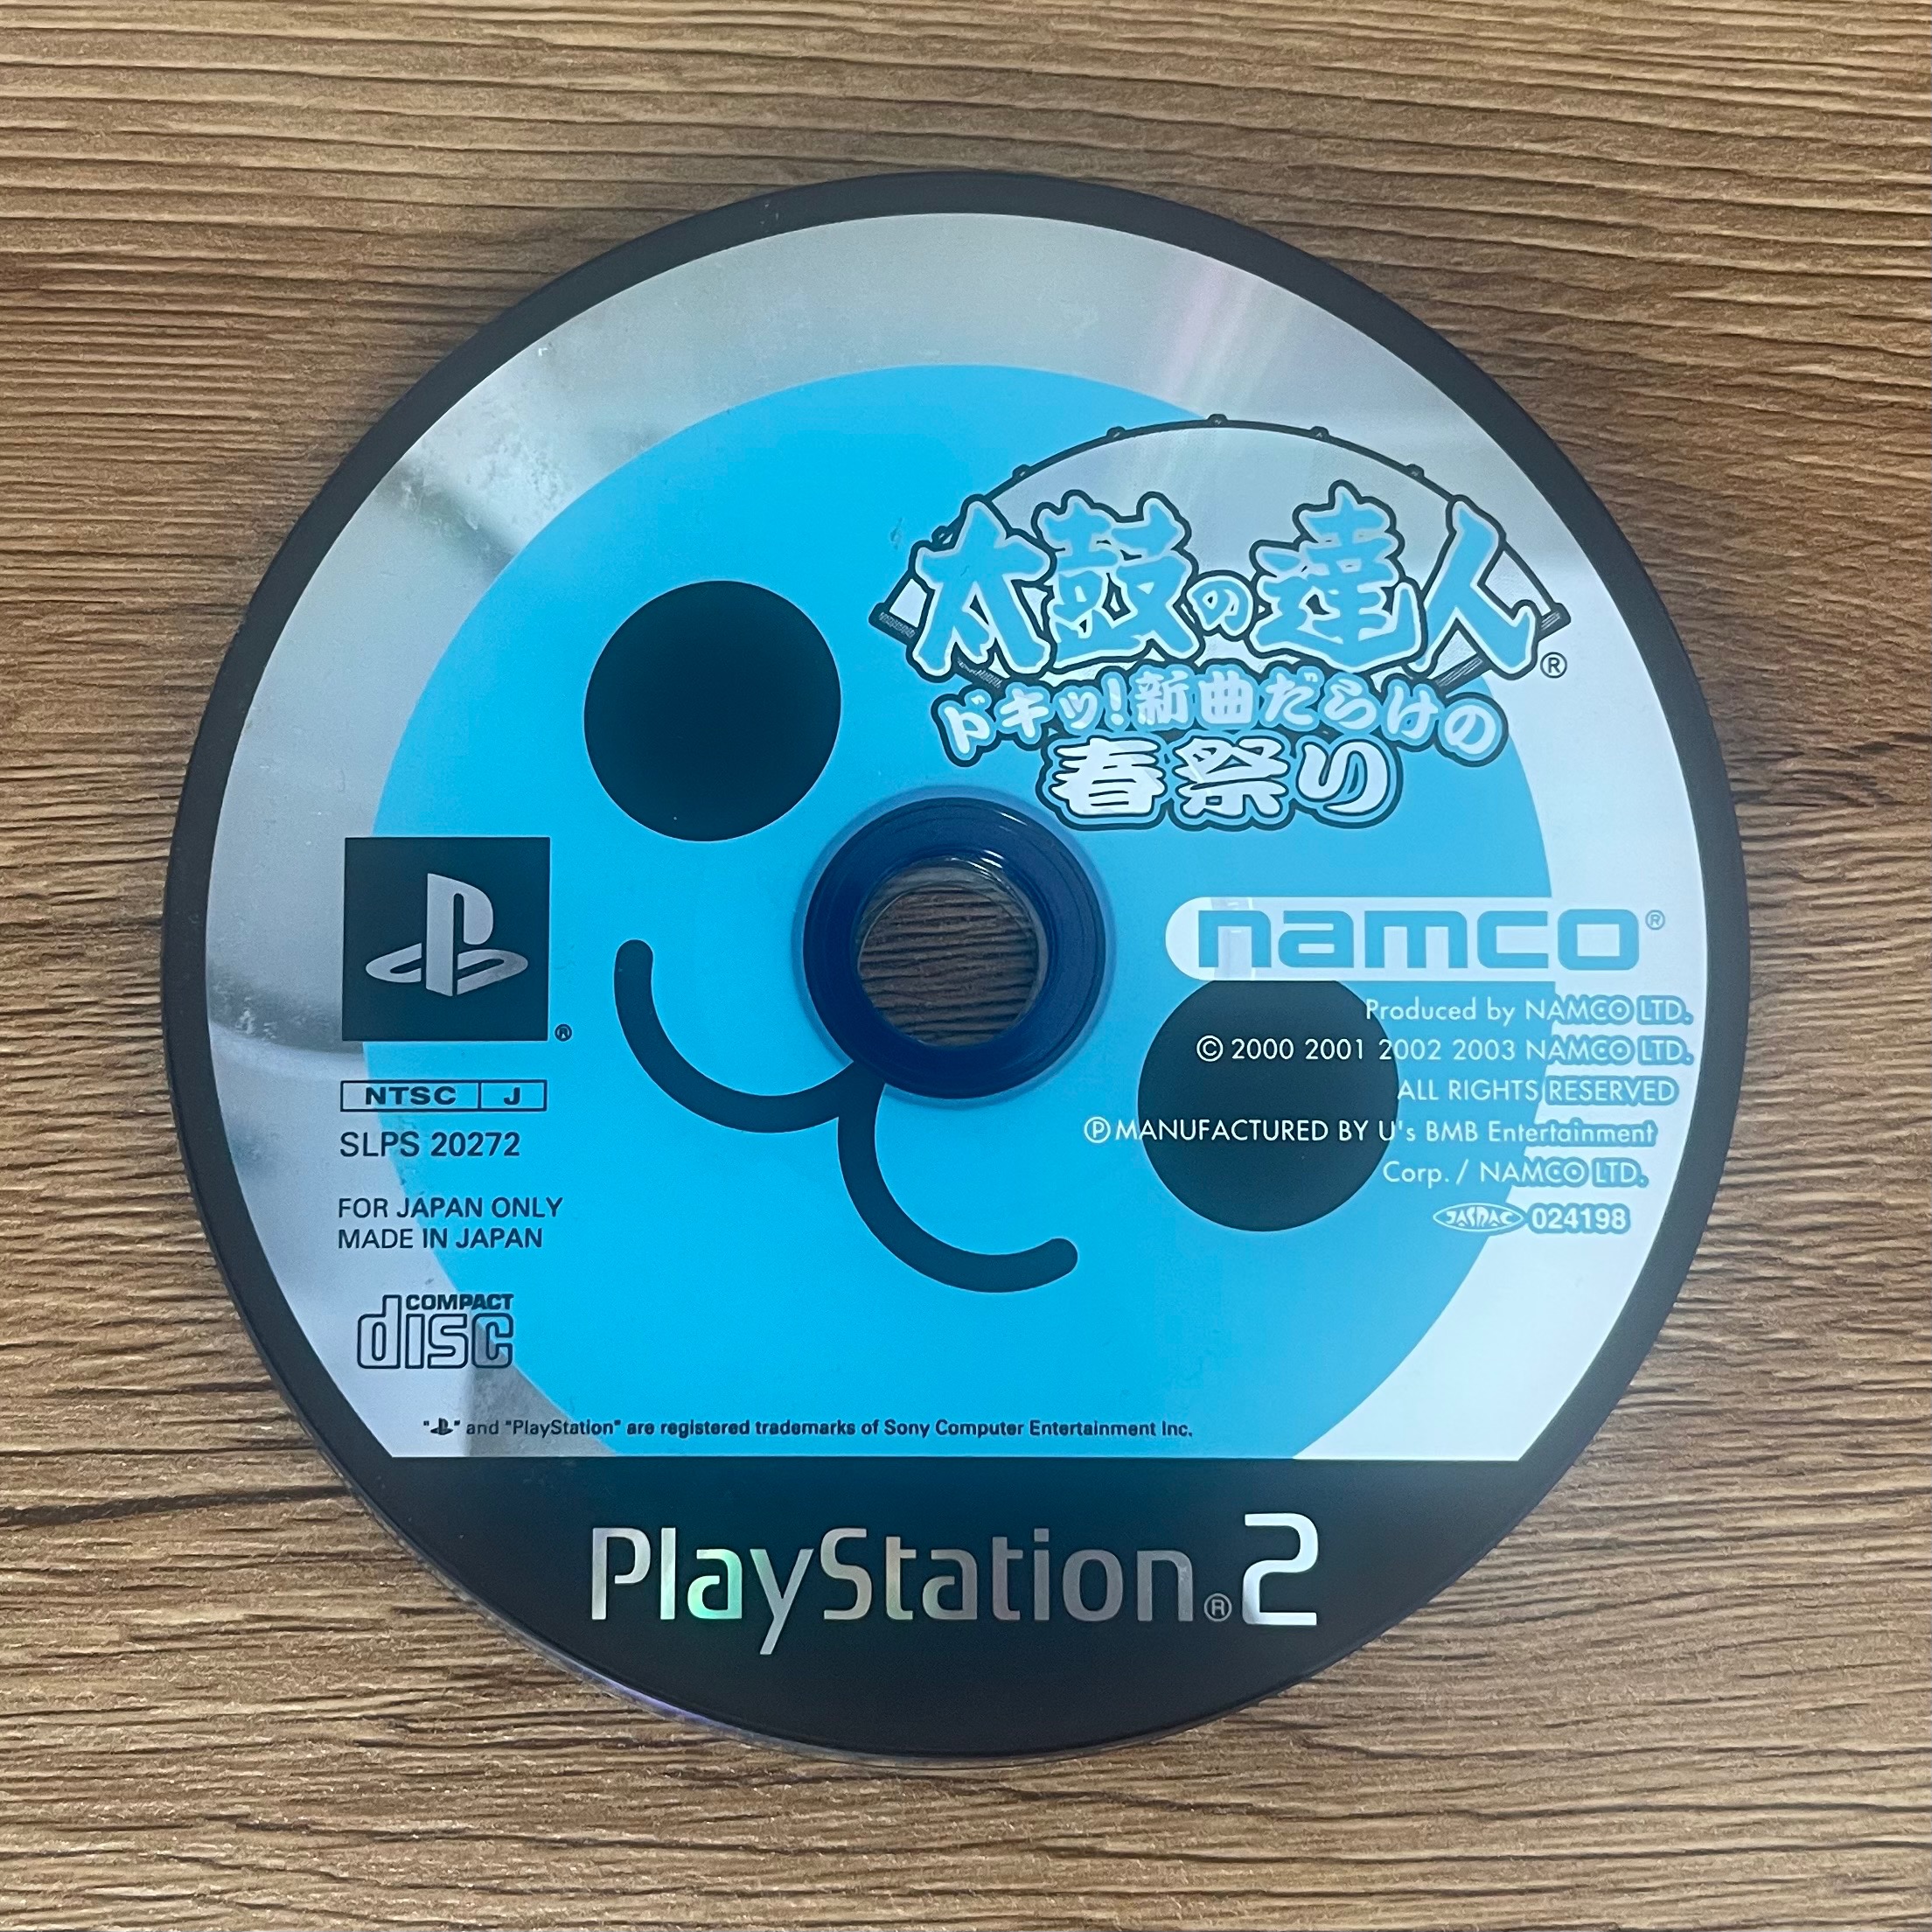 太鼓の達人®
ドキッ!新曲だらけの
春祭り
namco®
Produced by NAMCO LTD.
© 2000 2001 2002 2003 NAMCO LTD.
ALL RIGHTS RESERVED
Ⓟ MANUFACTURED BY U's BMB Entertainment
Corp. / NAMCO LTD.
JASRAC 024198
®
NTSC J
SLPS 20272
FOR JAPAN ONLY
MADE IN JAPAN
COMPACT
disc
" " and "PlayStation" are registered trademarks of Sony Computer Entertainment Inc.
PlayStation®2